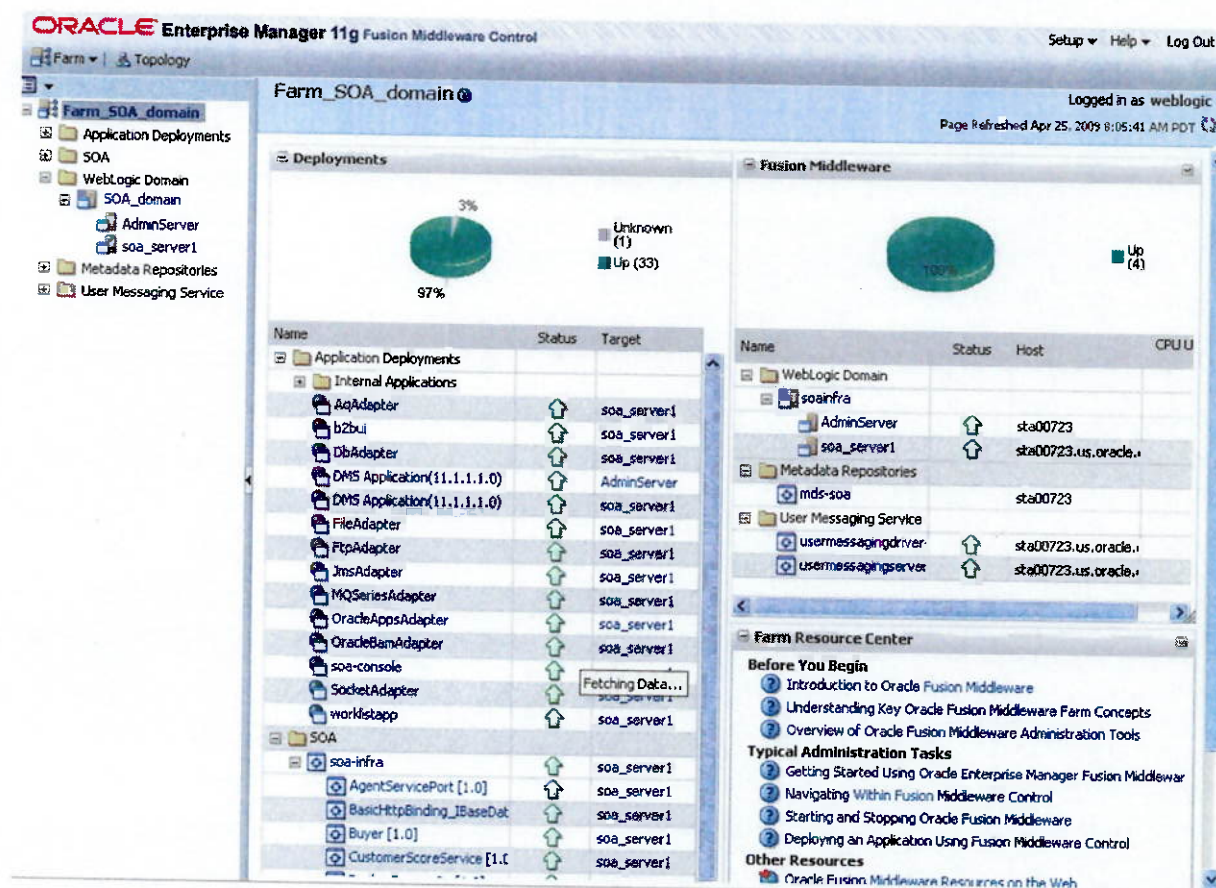 ORACLE Enterprise Manager 11g Fusion Middleware Control
Setup Help Log Out
Farm Topology
Farm_SOA_domain
Logged in as weblogic
Page Refreshed Apr 25, 2009 8:05:41 AM PDT
Farm_SOA_domain
Application Deployments
SOA
WebLogic Domain
SOA_domain
AdminServer
soa_server1
Metadata Repositories
User Messaging Service
Deployments
3%
97%
Unknown
(1)
Up (33)
Name Status Target
Application Deployments
Internal Applications
AqAdapter soa_server1
b2bui soa_server1
DbAdapter soa_server1
DMS Application(11.1.1.1.0) AdminServer
DMS Application(11.1.1.1.0) soa_server1
FileAdapter soa_server1
FtpAdapter soa_server1
JmsAdapter soa_server1
MQSeriesAdapter soa_server1
OracleAppsAdapter soa_server1
OracleBamAdapter soa_server1
soa-console
Fetching Data...
SocketAdapter soa_server1
worklistapp soa_server1
SOA
soa-infra soa_server1
AgentServicePort [1.0] soa_server1
BasicHttpBinding_IBaseDat soa_server1
Buyer [1.0] soa_server1
CustomerScoreService [1.0 soa_server1
Fusion Middleware
100%
Up
(4)
Name Status Host CPU U
WebLogic Domain
soainfra
AdminServer sta00723
soa_server1 sta00723.us.oracle.
Metadata Repositories
mds-soa sta00723
User Messaging Service
usermessagingdriver- sta00723.us.oracle.
usermessagingserver sta00723.us.oracle.
Farm Resource Center
Before You Begin
Introduction to Oracle Fusion Middleware
Understanding Key Oracle Fusion Middleware Farm Concepts
Overview of Oracle Fusion Middleware Administration Tools
Typical Administration Tasks
Getting Started Using Oracle Enterprise Manager Fusion Middlewar
Navigating Within Fusion Middleware Control
Starting and Stopping Oracle Fusion Middleware
Deploying an Application Using Fusion Middleware Control
Other Resources
Oracle Fusion Middleware Resources on the Web